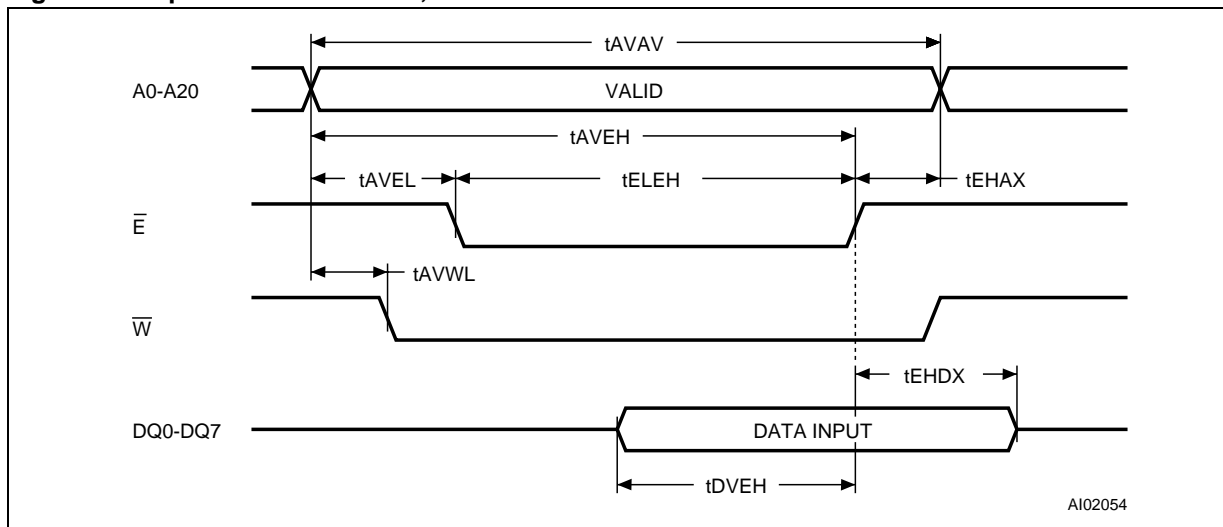 tAVAV
A0-A20
VALID
tAVEH
tAVEL
tELEH
tEHAX
E̅
tAVWL
W̅
tEHDX
DQ0-DQ7
DATA INPUT
tDVEH
AI02054